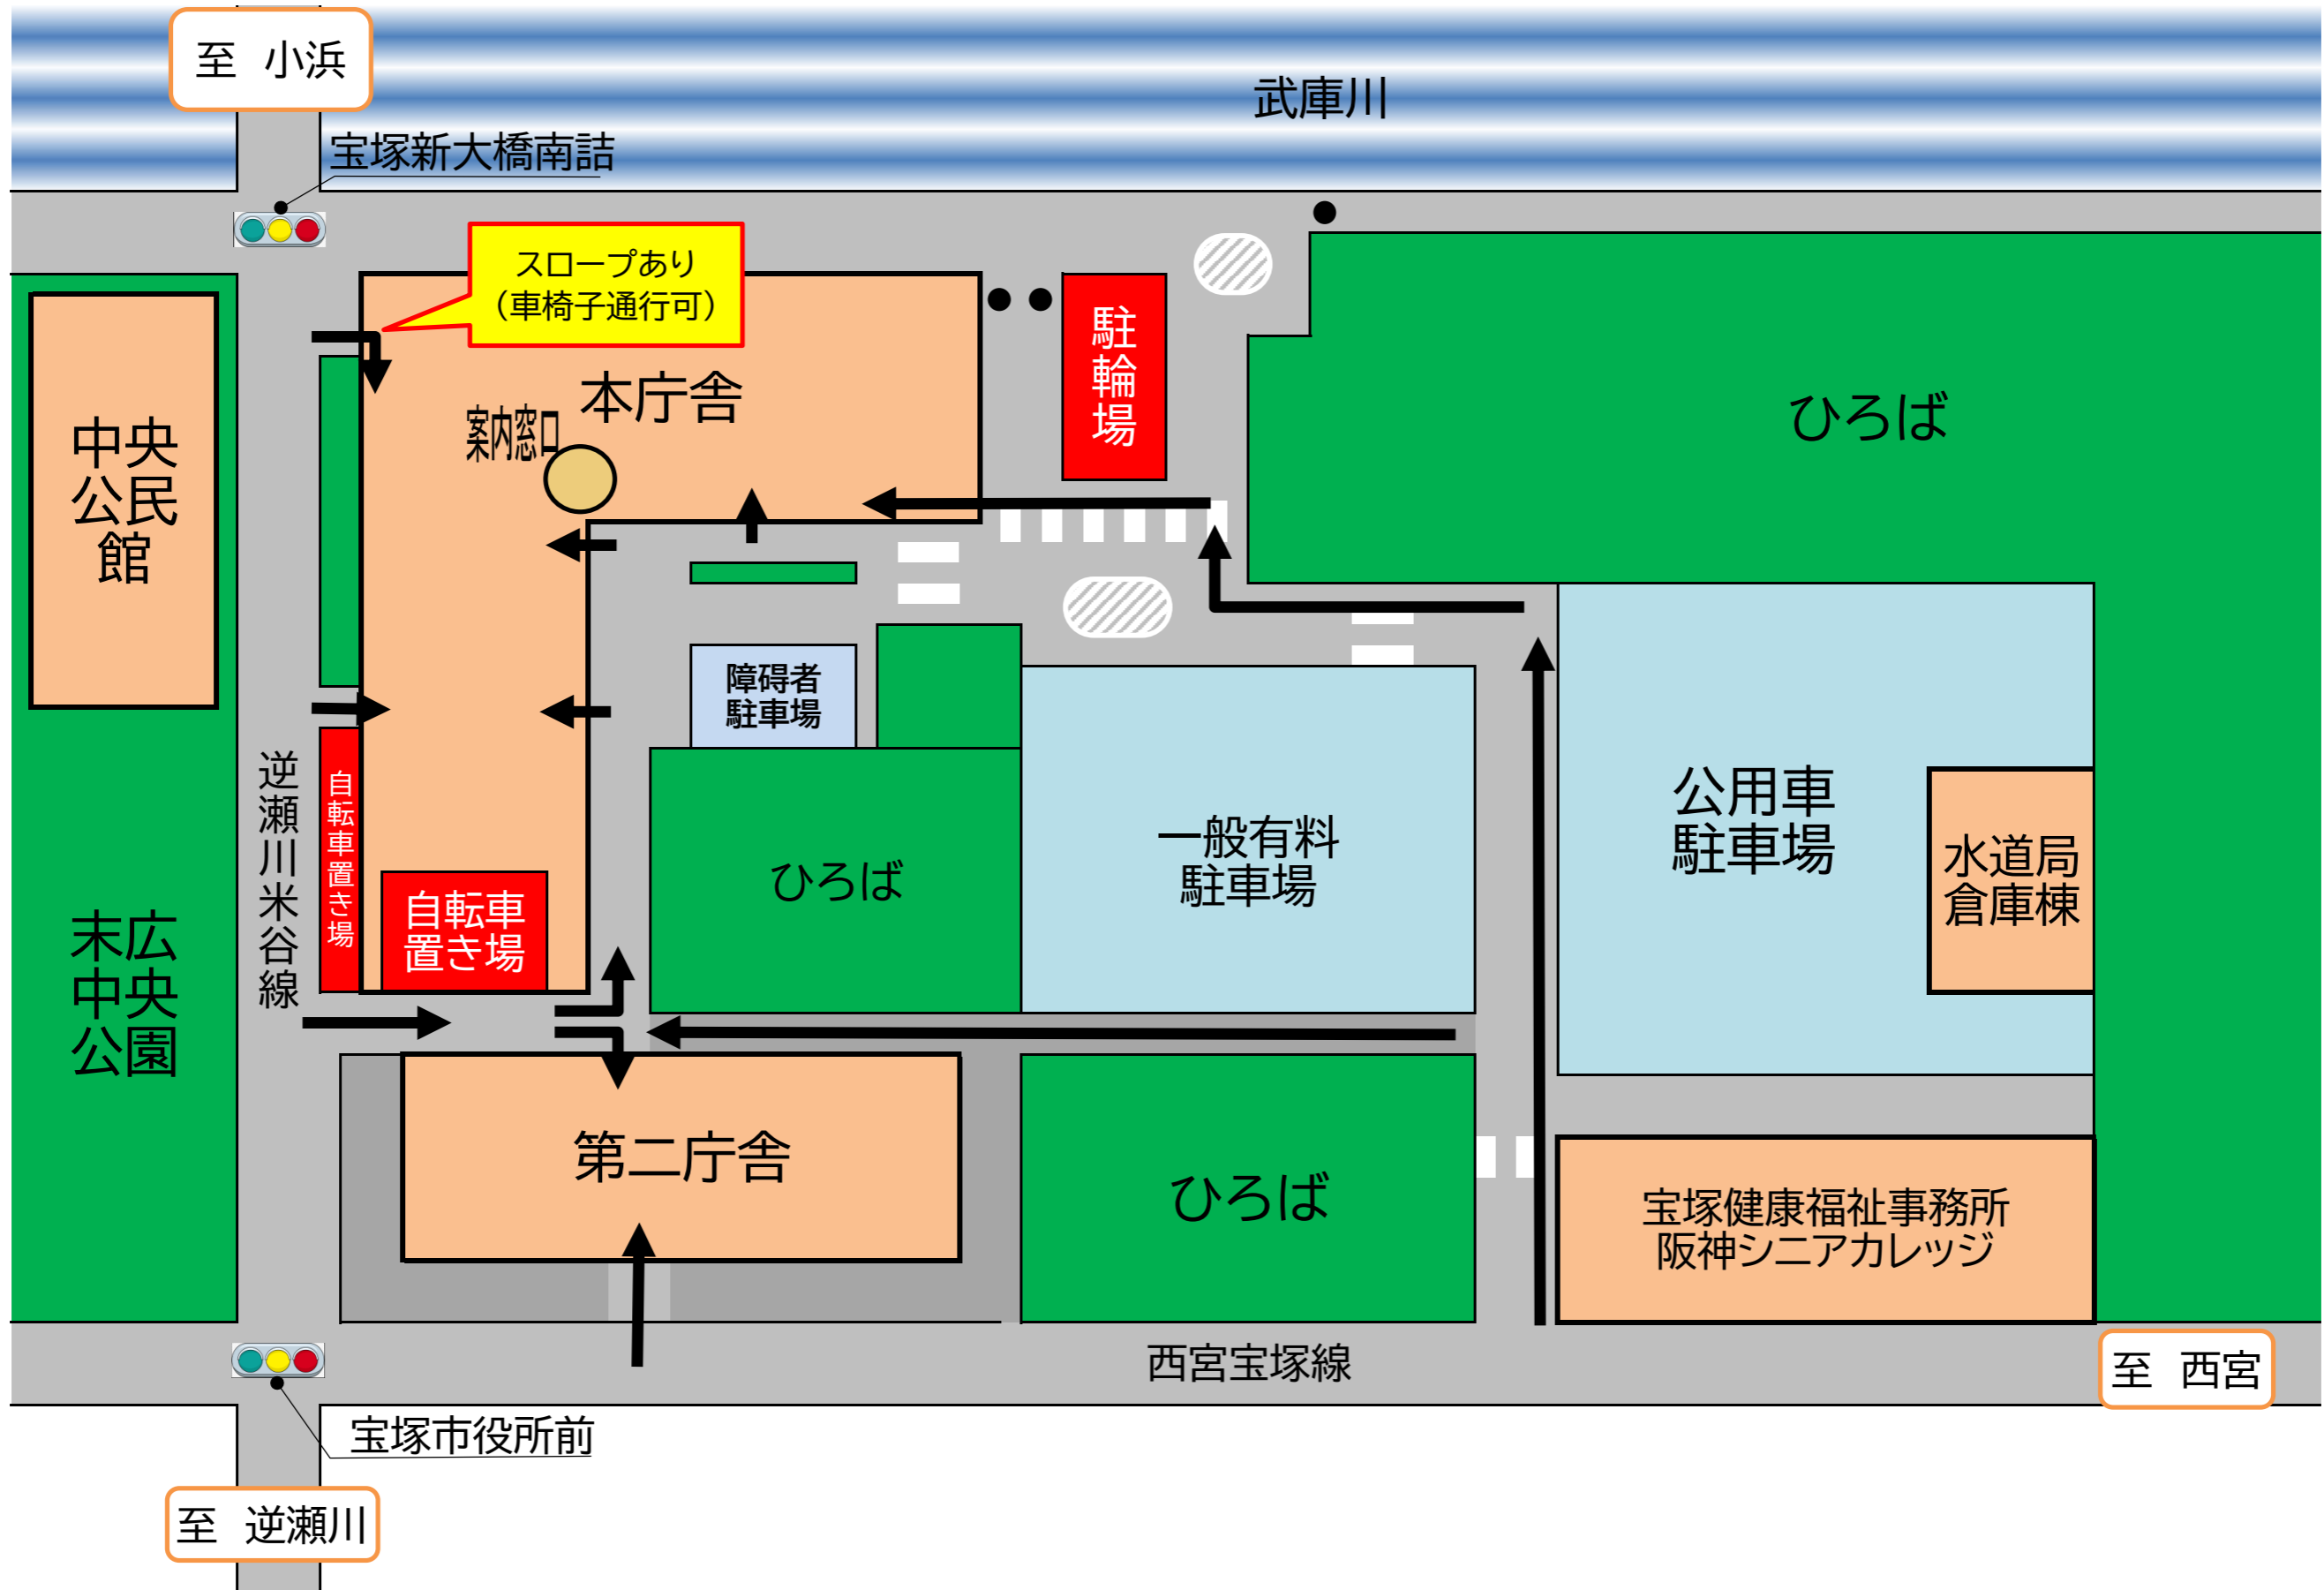 至 小浜
武庫川
宝塚新大橋南詰
スロープあり
（車椅子通行可）
駐輪場
本庁舎
案内窓口
ひろば
中央
公民
館
障碍者
駐車場
逆瀬川米谷線
自転車置き場
公用車
駐車場
一般有料
駐車場
水道局
倉庫棟
ひろば
自転車
置き場
末広
中央
公園
第二庁舎
ひろば
宝塚健康福祉事務所
阪神シニアカレッジ
西宮宝塚線
至 西宮
宝塚市役所前
至 逆瀬川